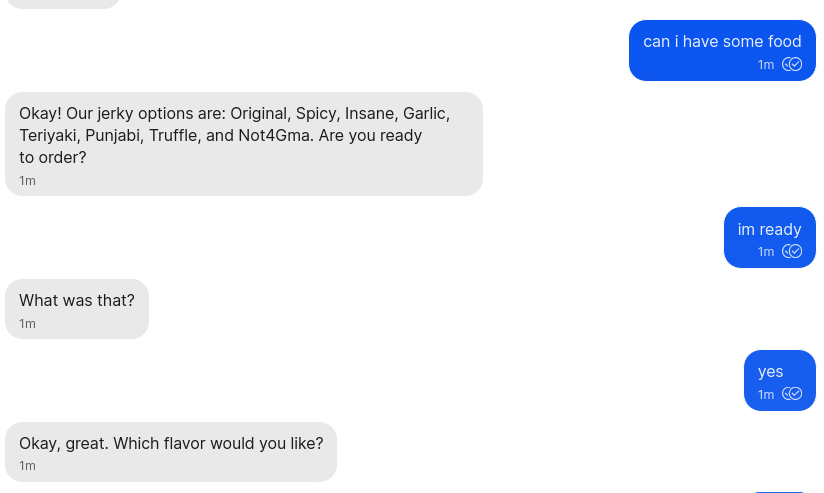 can i have some food
1m
Okay! Our jerky options are: Original, Spicy, Insane, Garlic,
Teriyaki, Punjabi, Truffle, and Not4Gma. Are you ready
to order?
1m
im ready
1m
What was that?
1m
yes
1m
Okay, great. Which flavor would you like?
1m